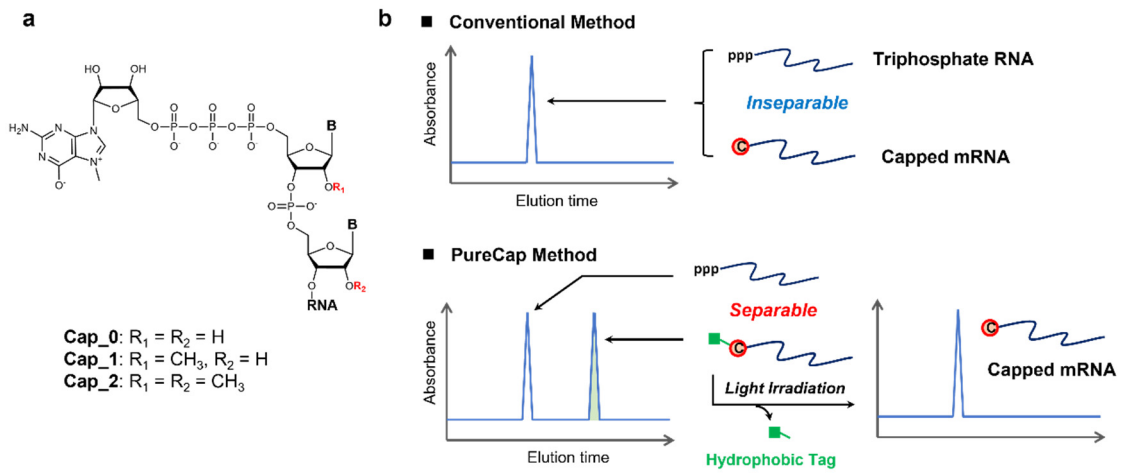 a
HO OH
H₂N
N
N
N
N⁺
O⁻
O
O
P
O
O⁻
O
P
O
O⁻
O
P
O
O⁻
O
B
O
O
OR₁
O=P-O⁻
O
B
O
O
OR₂
RNA
Cap_0: R₁ = R₂ = H
Cap_1: R₁ = CH₃, R₂ = H
Cap_2: R₁ = R₂ = CH₃
b
■ Conventional Method
Absorbance
Elution time
ppp
Triphosphate RNA
Inseparable
C
Capped mRNA
■ PureCap Method
Absorbance
Elution time
ppp
Separable
C
Light Irradiation
Hydrophobic Tag
C
Capped mRNA